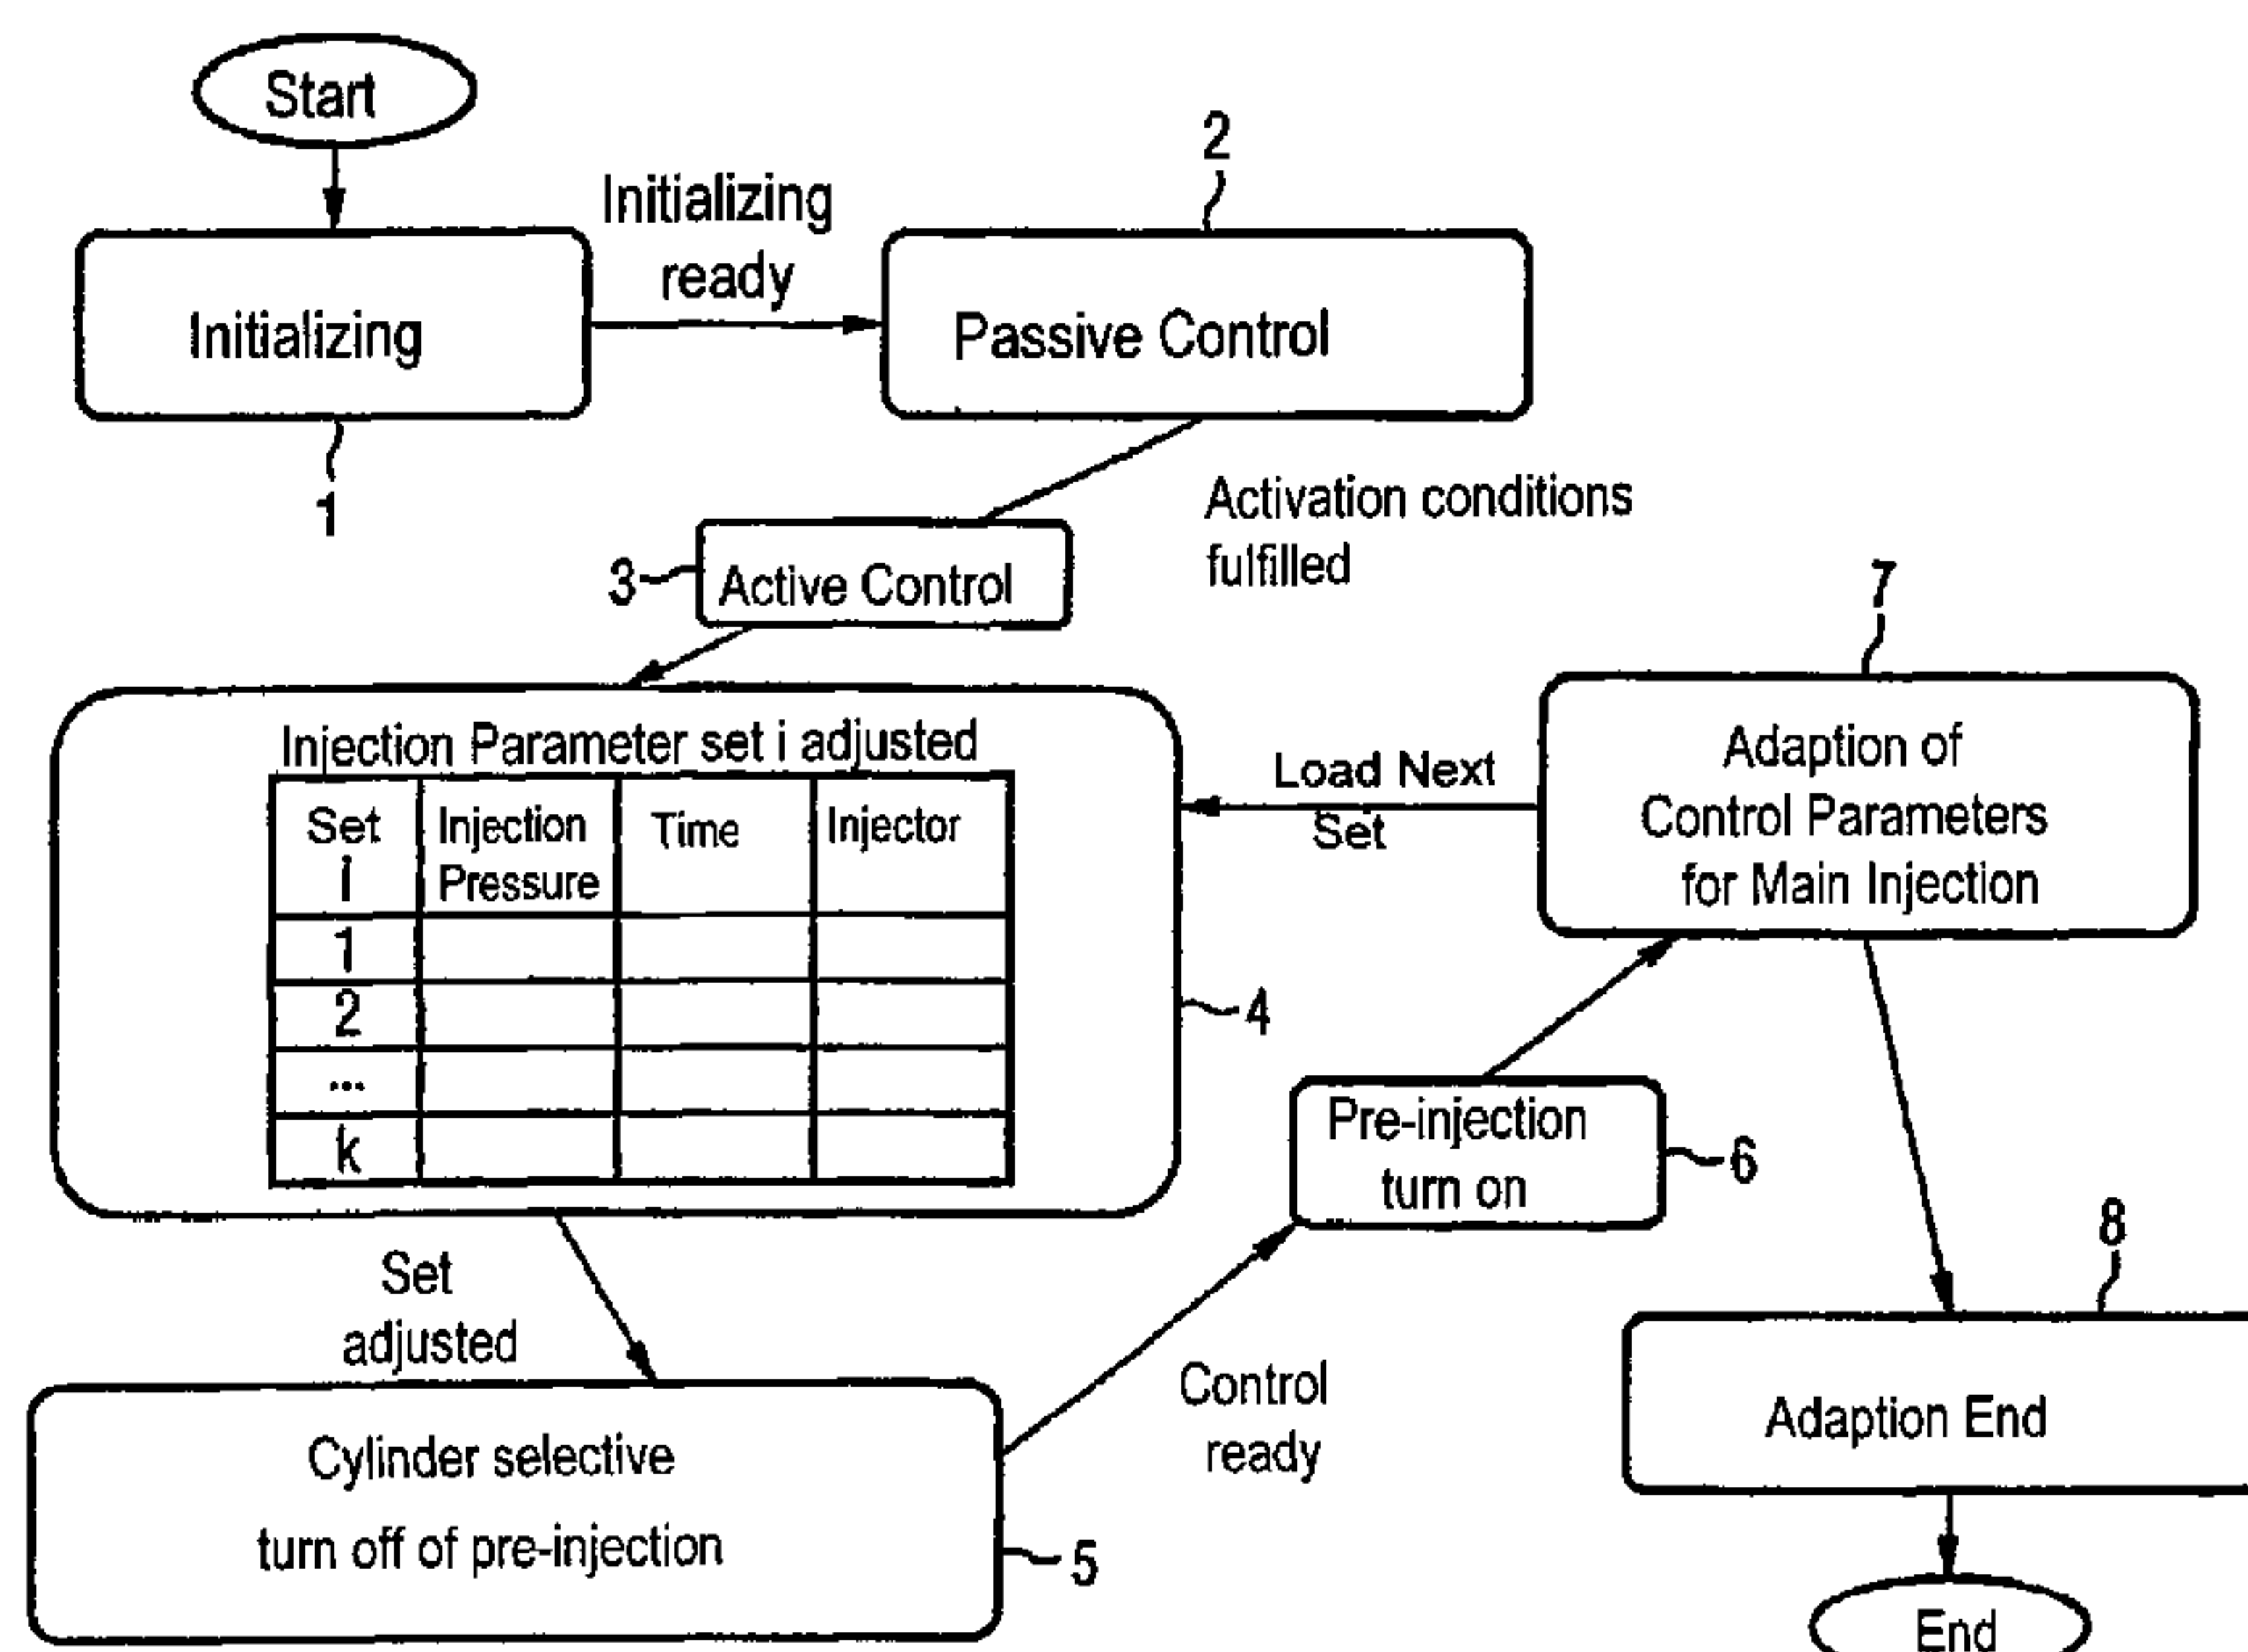 Start
2
Initializing
ready
Initializing
Passive Control
1
Activation conditions
fulfilled
3
Active Control
7
Injection Parameter set i adjusted
Set
i
Injection
Pressure
Time
Injector
1
2
...
k
4
Load Next
Set
Adaption of
Control Parameters
for Main Injection
Pre-injection
turn on
6
8
Set
adjusted
Control
ready
Adaption End
Cylinder selective
turn off of pre-injection
5
End